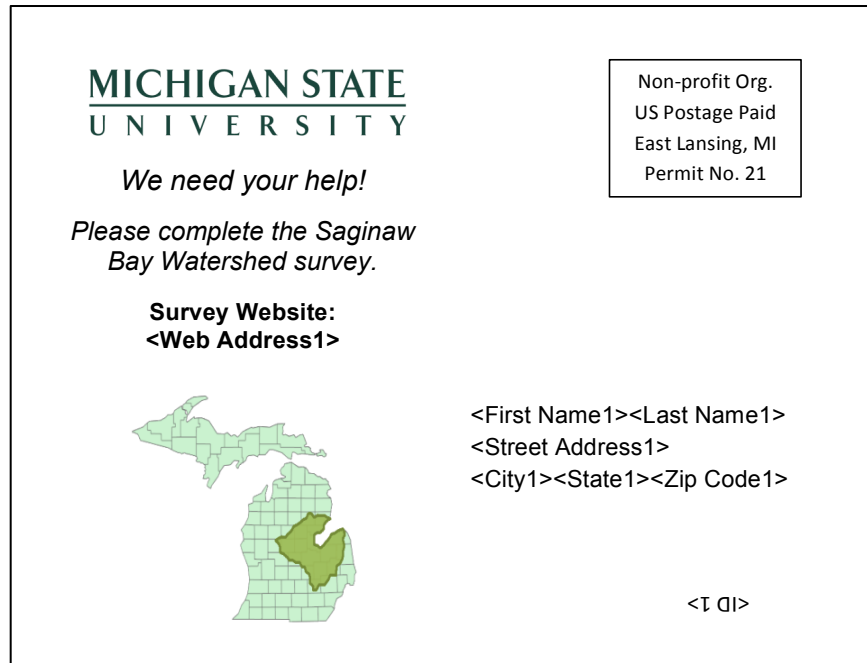 MICHIGAN STATE
UNIVERSITY
We need your help!
Please complete the Saginaw
Bay Watershed survey.
Survey Website:
<Web Address1>
Non-profit Org.
US Postage Paid
East Lansing, MI
Permit No. 21
<First Name1><Last Name1>
<Street Address1>
<City1><State1><Zip Code1>
<ID 1>